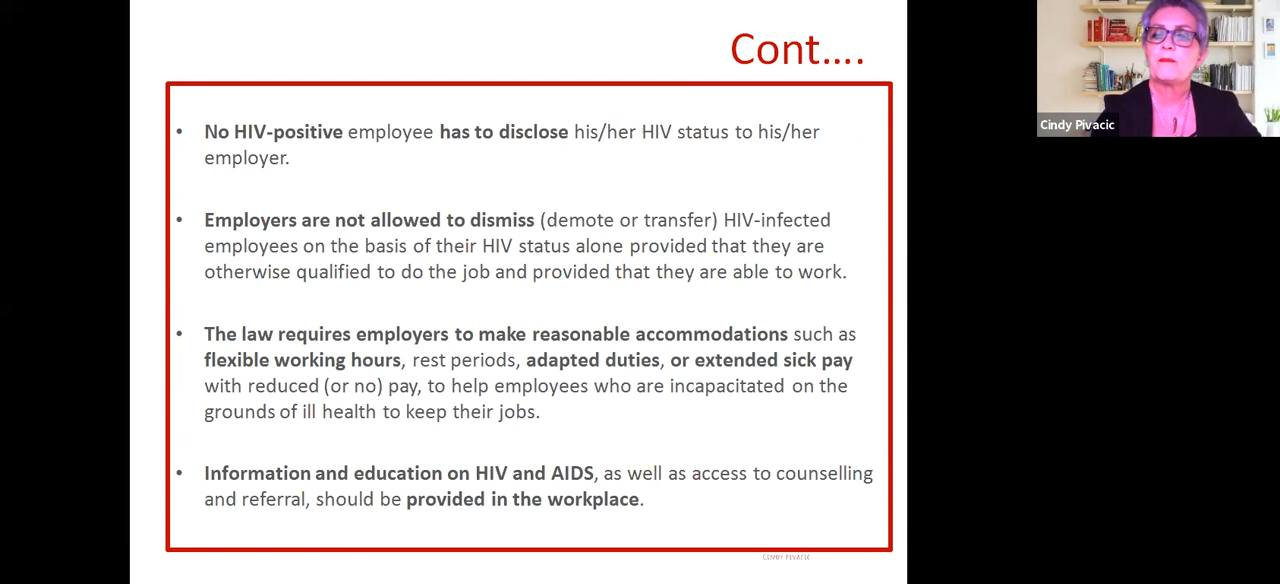 Cont….
• No HIV-positive employee has to disclose his/her HIV status to his/her
employer.
• Employers are not allowed to dismiss (demote or transfer) HIV-infected
employees on the basis of their HIV status alone provided that they are
otherwise qualified to do the job and provided that they are able to work.
• The law requires employers to make reasonable accommodations such as
flexible working hours, rest periods, adapted duties, or extended sick pay
with reduced (or no) pay, to help employees who are incapacitated on the
grounds of ill health to keep their jobs.
• Information and education on HIV and AIDS, as well as access to counselling
and referral, should be provided in the workplace.
Cindy Pivacic
Cindy Pivacic